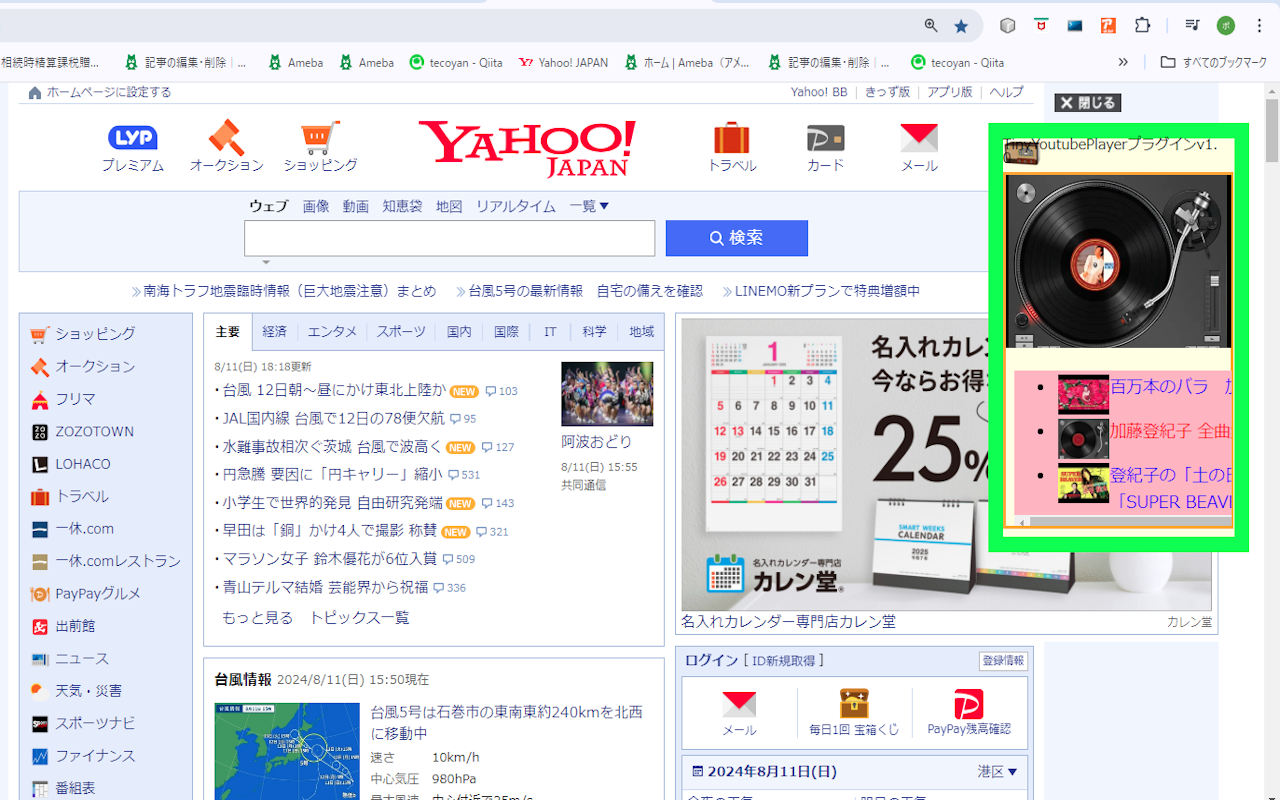 相続時精算課税贈...
記事の編集・削除｜...
Ameba
Ameba
tecoyan - Qiita
Yahoo! JAPAN
ホーム | Ameba（アメ...
記事の編集・削除｜...
tecoyan - Qiita
»
すべてのブックマーク
ホームページに設定する
Yahoo! BB
きっず版
アプリ版
ヘルプ
閉じる
LYP
プレミアム
オークション
ショッピング
YAHOO!
JAPAN
トラベル
カード
メール
TinyYoutubePlayerプラグインv1.
0
ウェブ 画像 動画 知恵袋 地図 リアルタイム 一覧▼
検索
南海トラフ地震臨時情報（巨大地震注意）まとめ
台風5号の最新情報 自宅の備えを確認
LINEMO新プランで特典増額中
ショッピング
オークション
フリマ
ZOZOTOWN
LOHACO
トラベル
一休.com
一休.comレストラン
PayPayグルメ
出前館
ニュース
天気・災害
スポーツナビ
ファイナンス
番組表
主要 経済 エンタメ スポーツ 国内 国際 IT 科学 地域
8/11(日) 18:18更新
・台風 12日朝～昼にかけ東北上陸か NEW 103
・JAL国内線 台風で12日の78便欠航 95
・水難事故相次ぐ茨城 台風で波高く NEW 127
・円急騰 要因に「円キャリー」縮小 531
・小学生で世界的発見 自由研究発端 NEW 143
・早田は「銅」かけ4人で撮影 称賛 NEW 321
・マラソン女子 鈴木優花が6位入賞 509
・青山テルマ結婚 芸能界から祝福 336
もっと見る トピックス一覧
阿波おどり
8/11(日) 15:55
共同通信
台風情報 2024/8/11(日) 15:50現在
台風5号は石巻市の東南東約240kmを北西
に移動中
速さ 10km/h
中心気圧 980hPa
最大風速 中心付近で25m/s
名入れカレン
今ならお得
25%
SMART WEEKS
CALENDAR
2025
名入れカレンダー専門店
カレン堂
名入れカレンダー専門店カレン堂
カレン堂
百万本のバラ
加藤登紀子 全曲
登紀子の「土の日
「SUPER BEAVI
ログイン [ ID新規取得 ]
登録情報
メール
毎日1回 宝箱くじ
PayPay残高確認
2024年8月11日(日)
港区▼